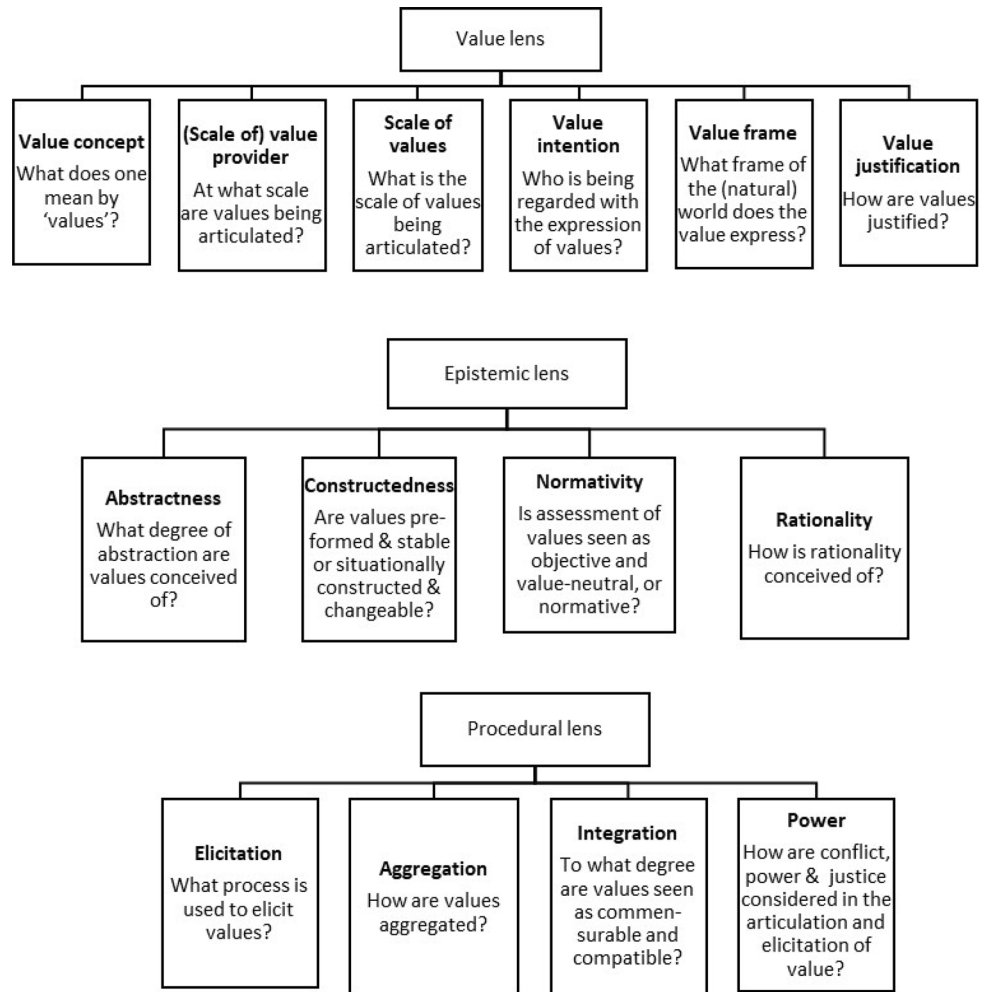 Value lens
Value concept
What does one
mean by
‘values’?
(Scale of) value
provider
At what scale
are values being
articulated?
Scale of
values
What is the
scale of values
being
articulated?
Value
intention
Who is being
regarded with
the expression
of values?
Value frame
What frame of
the (natural)
world does the
value express?
Value
justification
How are values
justified?
Epistemic lens
Abstractness
What degree of
abstraction are
values conceived
of?
Constructedness
Are values pre-
formed & stable
or situationally
constructed &
changeable?
Normativity
Is assessment of
values seen as
objective and
value-neutral, or
normative?
Rationality
How is rationality
conceived of?
Procedural lens
Elicitation
What process is
used to elicit
values?
Aggregation
How are values
aggregated?
Integration
To what degree
are values seen
as commen-
surable and
compatible?
Power
How are conflict,
power & justice
considered in the
articulation and
elicitation of
value?